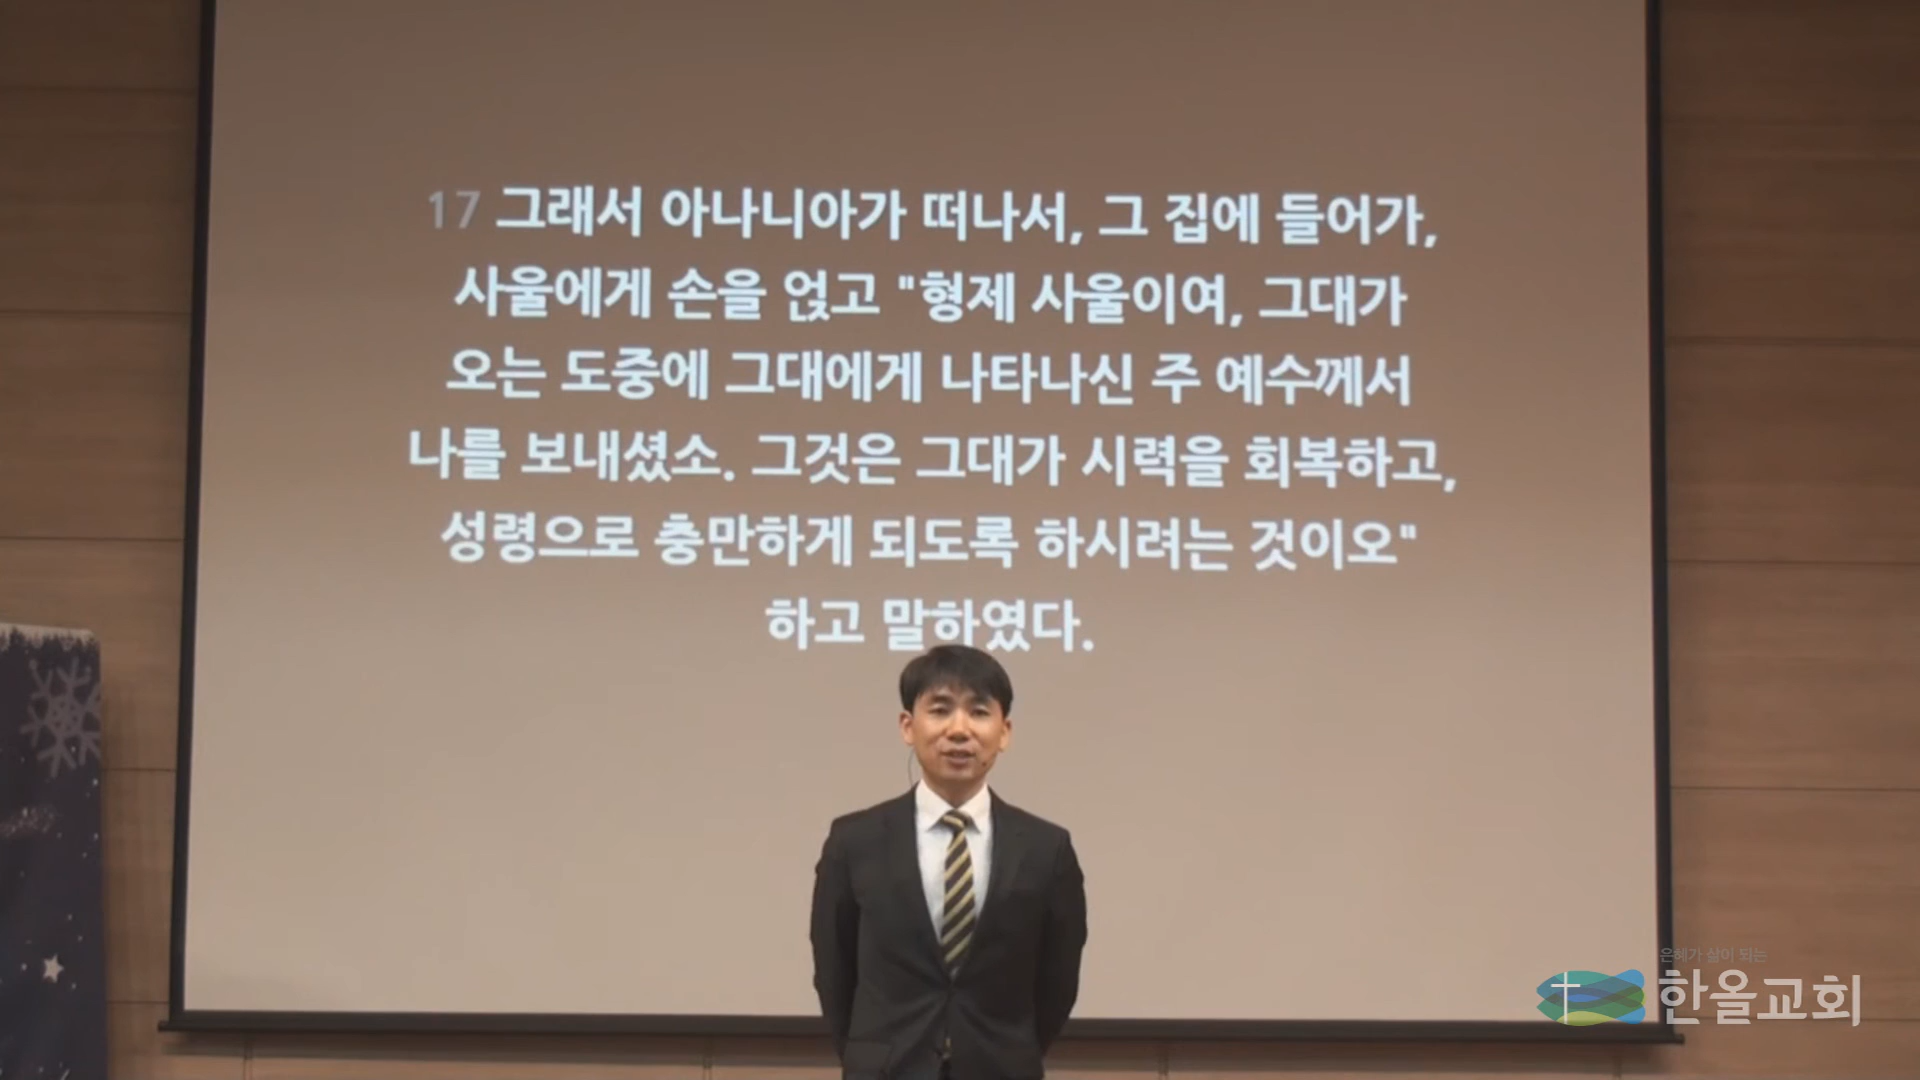 17 그래서 아나니아가 떠나서, 그 집에 들어가,
사울에게 손을 얹고 "형제 사울이여, 그대가
오는 도중에 그대에게 나타나신 주 예수께서
나를 보내셨소. 그것은 그대가 시력을 회복하고,
성령으로 충만하게 되도록 하시려는 것이오"
하고 말하였다.
은혜가 삶이 되는
한올교회